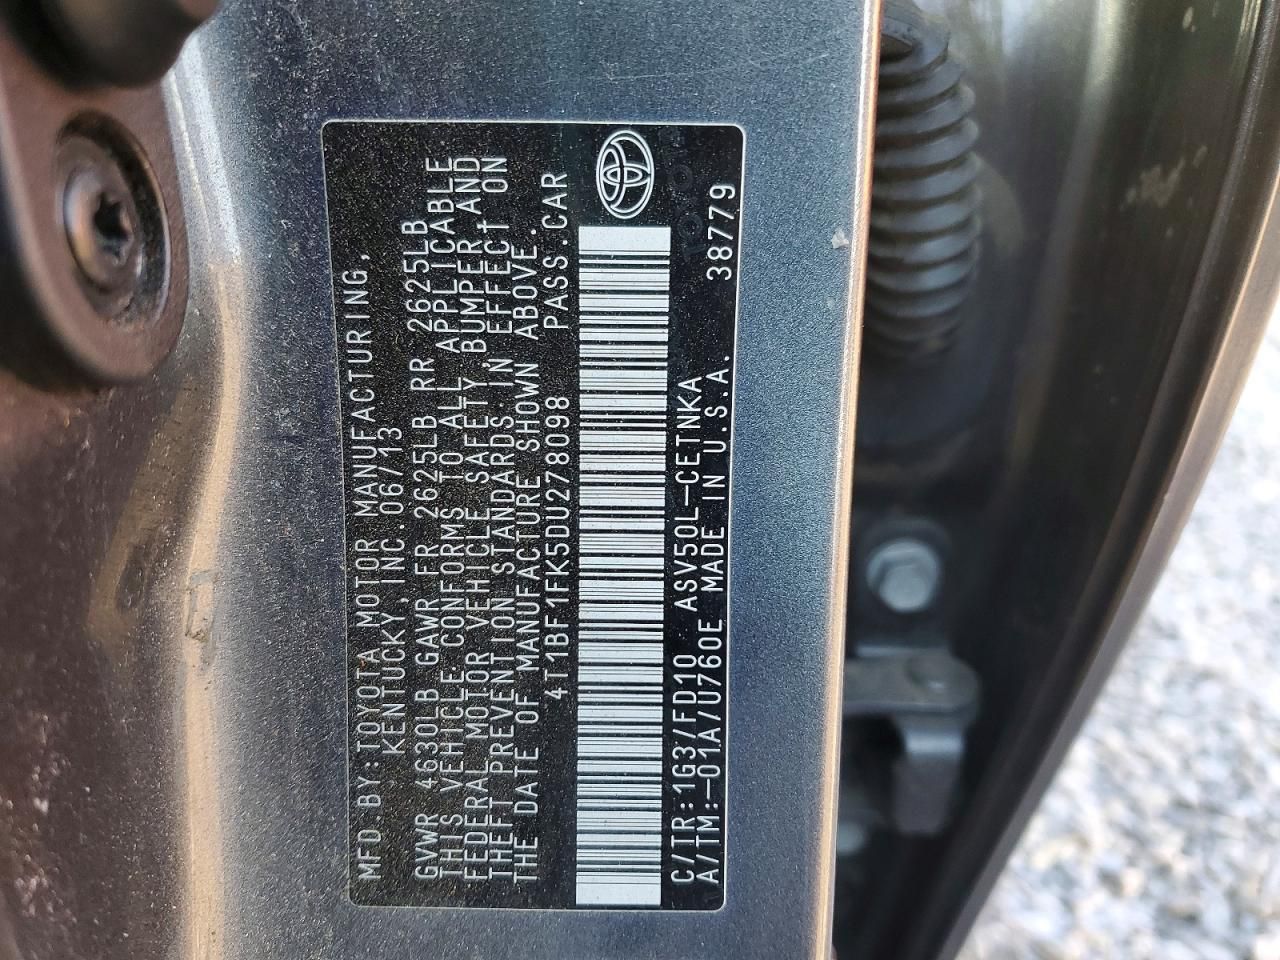 MFD.BY:TOYOTA MOTOR MANUFACTURING,
KENTUCKY,INC.06/13
GVWR 4630LB GAWR FR 2625LB RR 2625LB
THIS VEHICLE CONFORMS TO ALL APPLICABLE
FEDERAL MOTOR VEHICLE SAFETY,BUMPER AND
THEFT PREVENTION STANDARDS IN EFFECT ON
THE DATE OF MANUFACTURE SHOWN ABOVE.
4T1BF1FK5DU278098 PASS.CAR
C/TR:1G3/FD10 ASV50L-CETNKA
A/TM:-01A/U760E MADE IN U.S.A. 38779